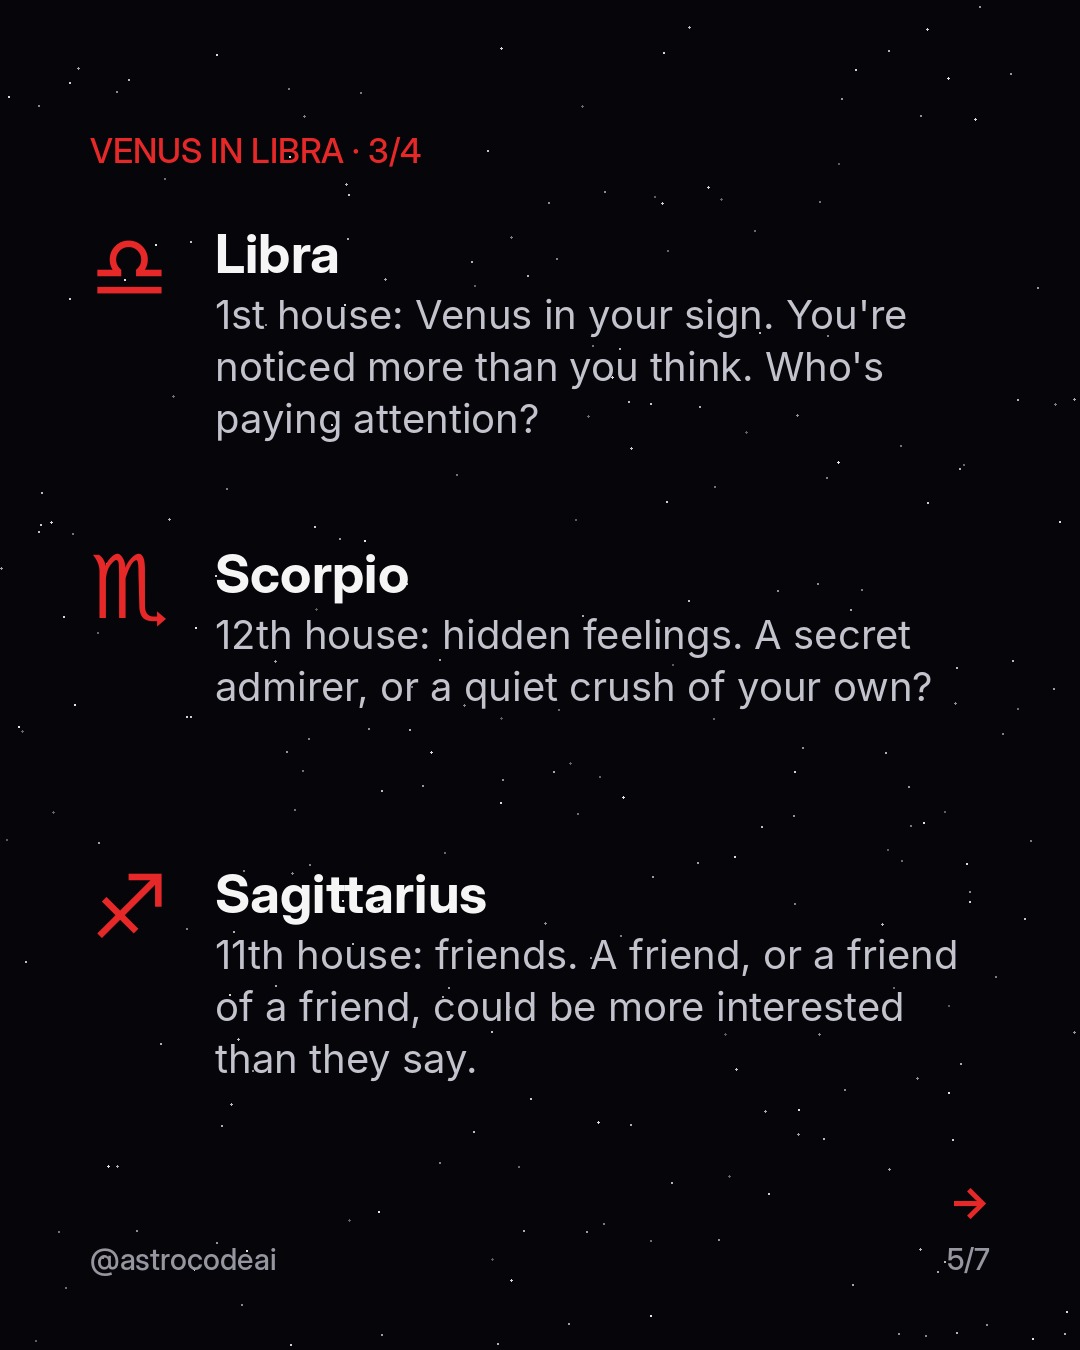 VENUS IN LIBRA · 3/4
♎ Libra
1st house: Venus in your sign. You're
noticed more than you think. Who's
paying attention?
♏ Scorpio
12th house: hidden feelings. A secret
admirer, or a quiet crush of your own?
♐ Sagittarius
11th house: friends. A friend, or a friend
of a friend, could be more interested
than they say.
→
@astrocodeai
5/7